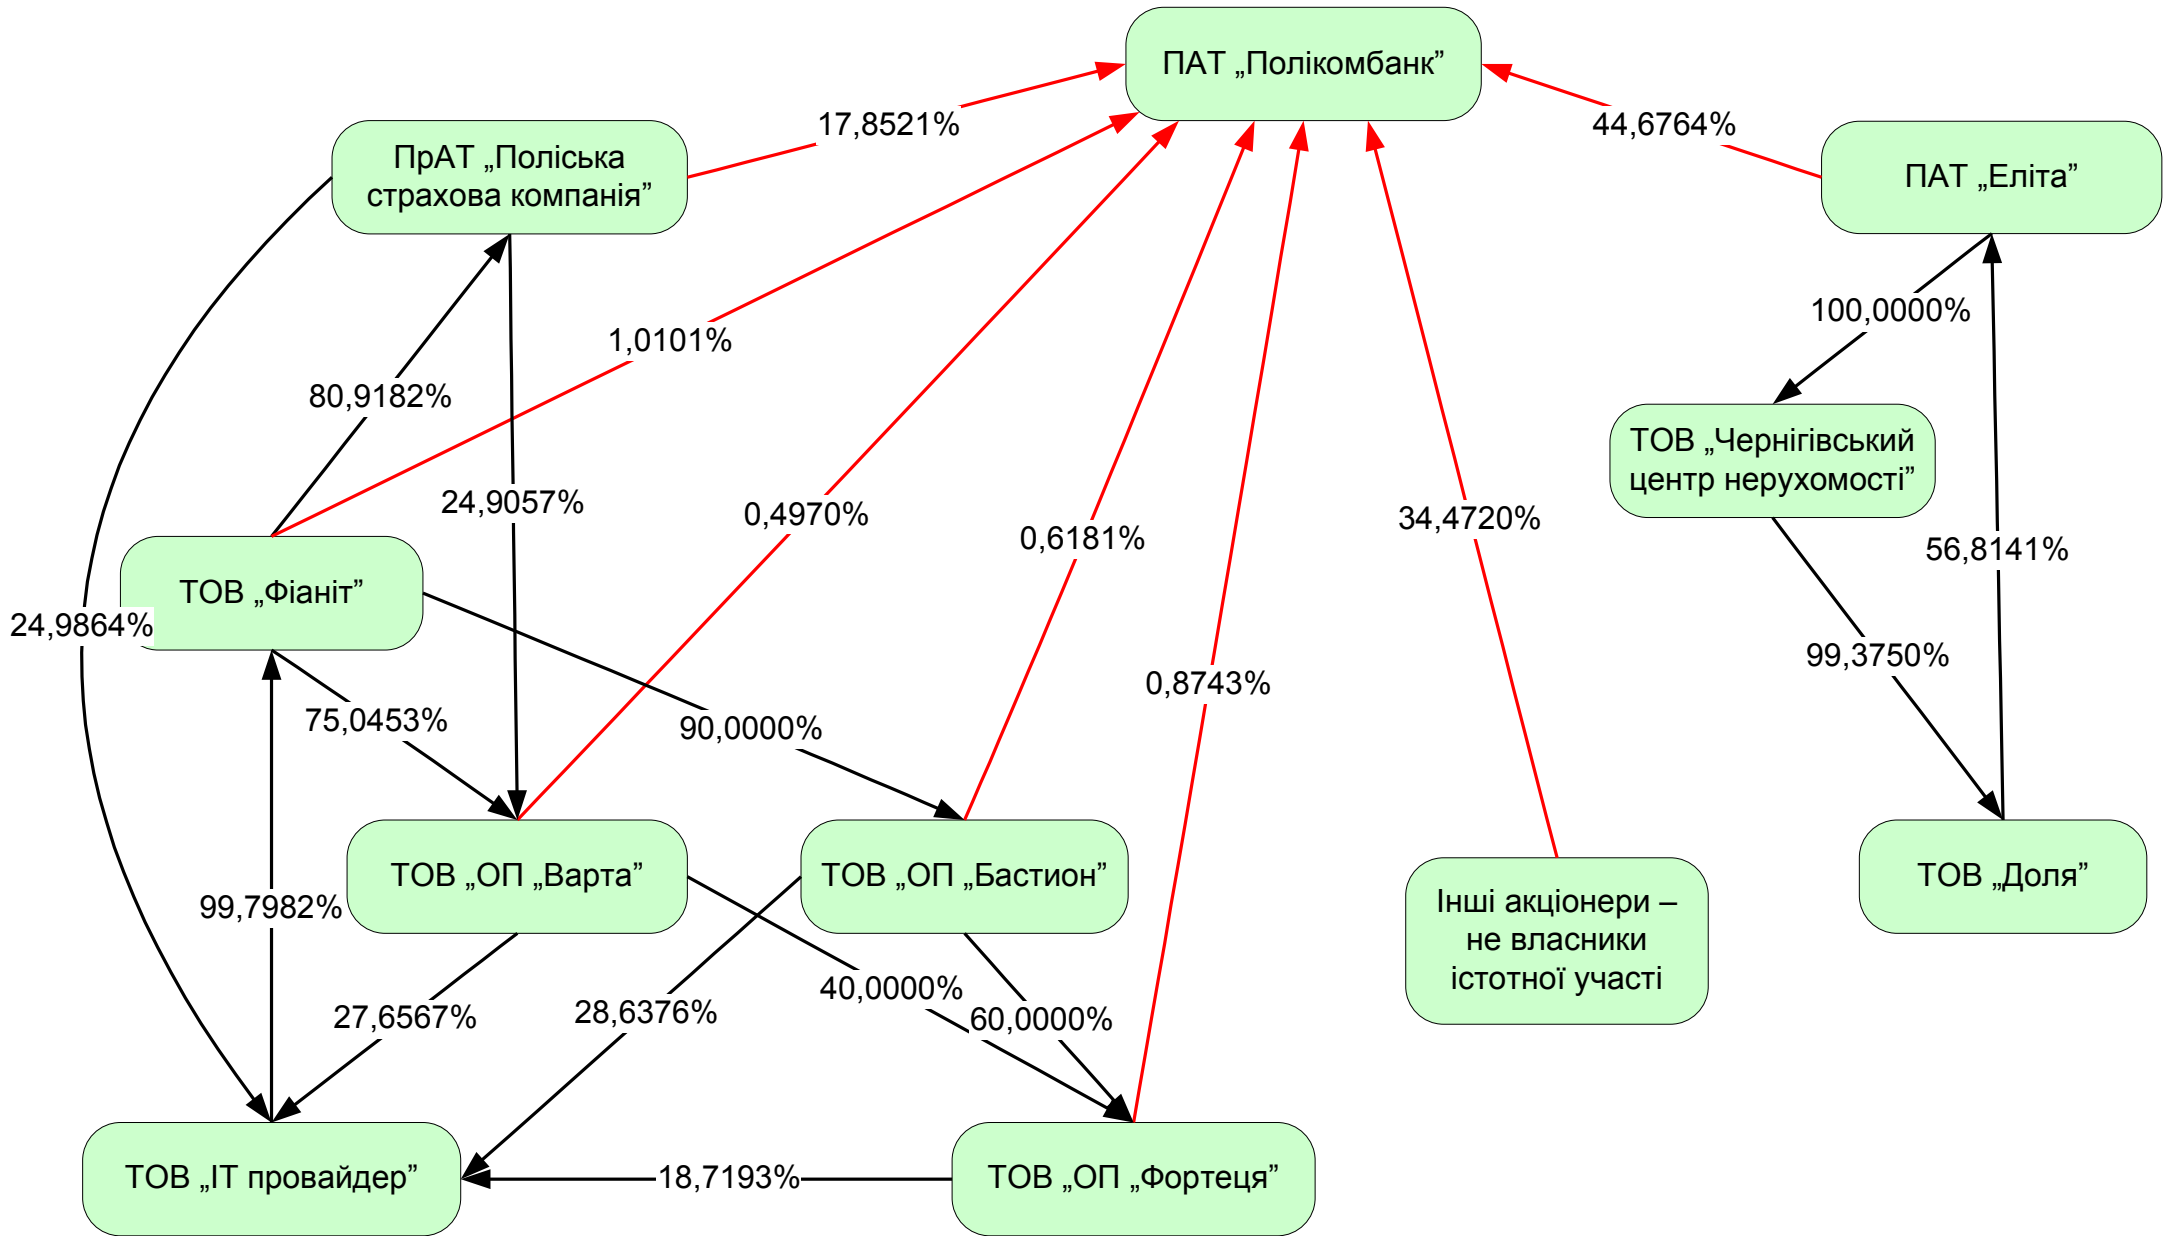 ПАТ „Полікомбанк”
17,8521%
44,6764%
ПрАТ „Поліська
страхова компанія”
ПАТ „Еліта”
100,0000%
1,0101%
80,9182%
ТОВ „Чернігівський
центр нерухомості”
24,9057%
0,4970%
0,6181%
34,4720%
56,8141%
ТОВ „Фіаніт”
24,9864%
99,3750%
0,8743%
75,0453%
90,0000%
ТОВ „ОП „Варта”
ТОВ „ОП „Бастион”
ТОВ „Доля”
99,7982%
Інші акціонери –
не власники
істотної участі
40,0000%
27,6567%
28,6376%
60,0000%
ТОВ „ІТ провайдер”
18,7193%
ТОВ „ОП „Фортеця”